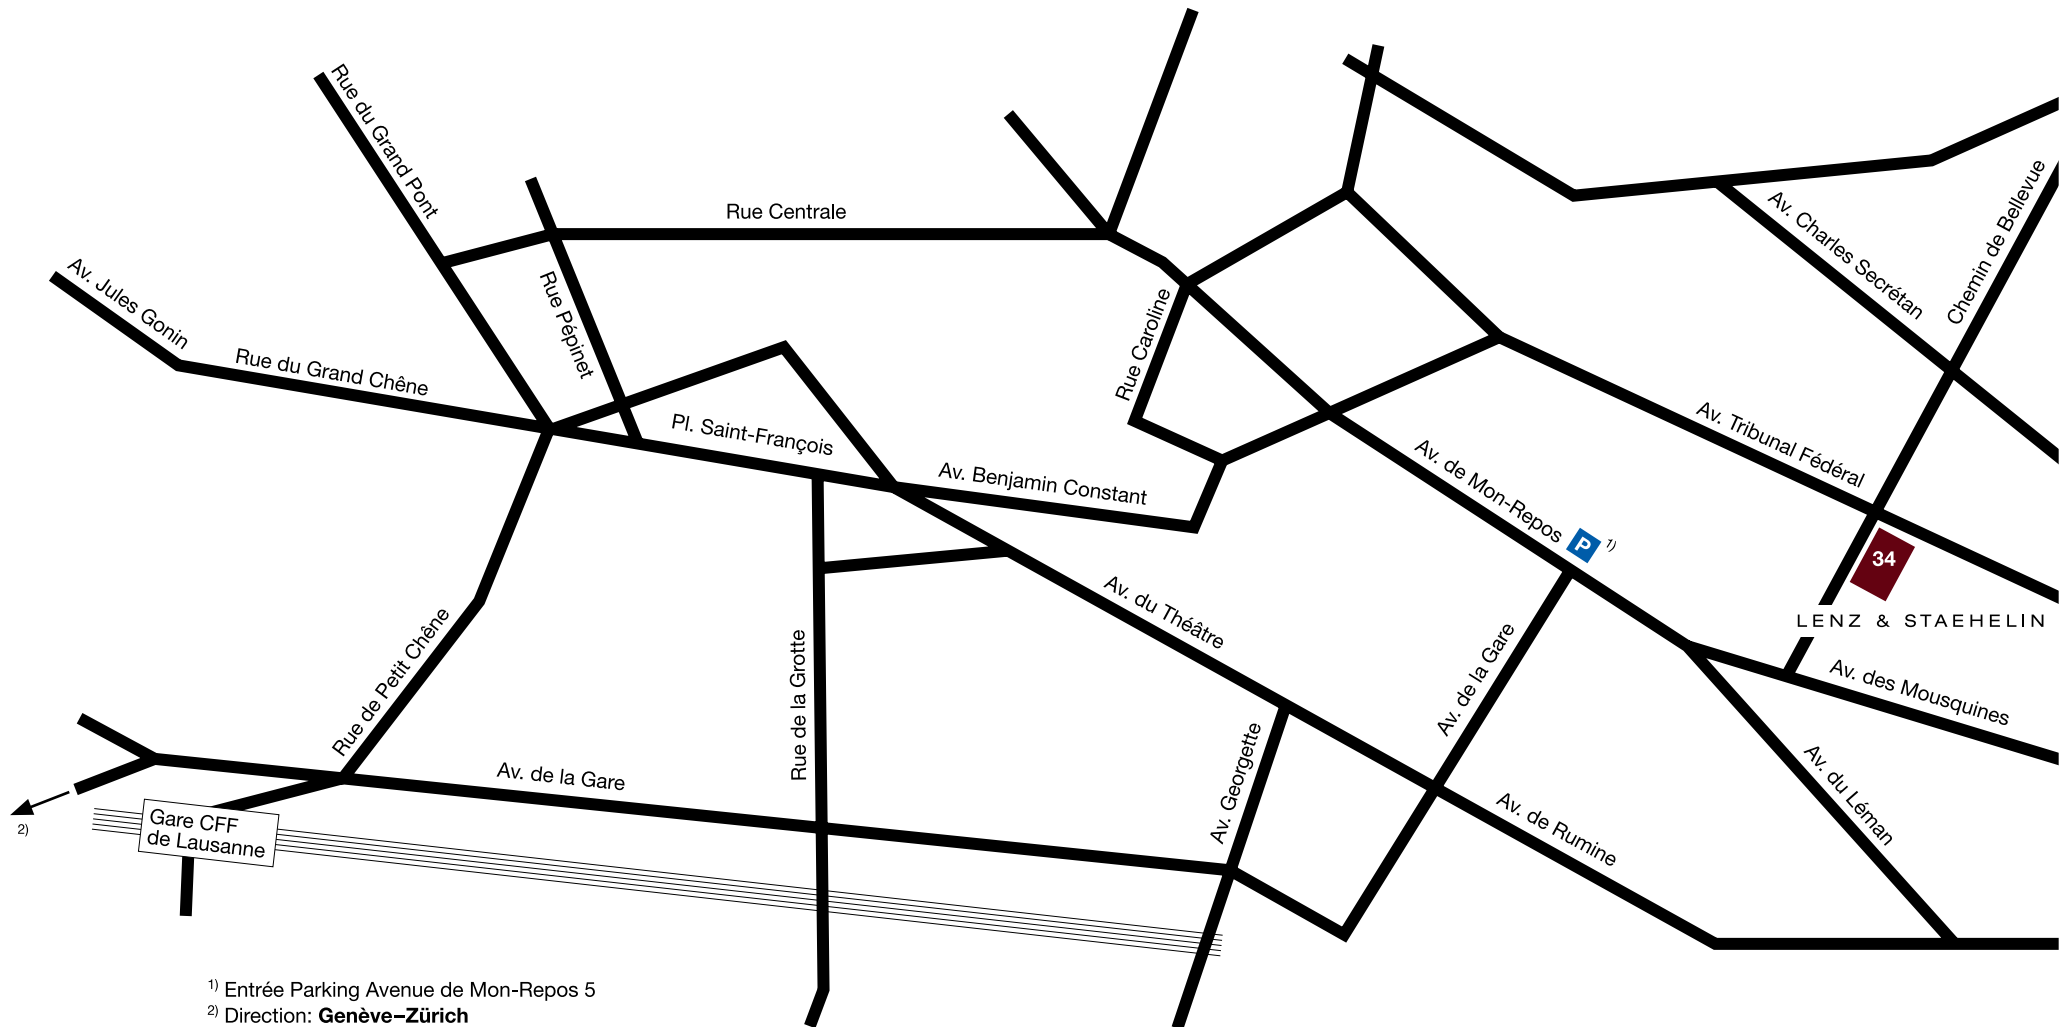 Rue du Grand Pont
Rue Centrale
Av. Charles Secrétan
Chemin de Bellevue
Av. Jules Gonin
Rue Pépinet
Rue Caroline
Rue du Grand Chêne
Pl. Saint-François
Av. Benjamin Constant
Av. Tribunal Fédéral
Av. de Mon-Repos
P 1)
34
LENZ & STAEHELIN
Av. du Théâtre
Rue de Petit Chêne
Rue de la Grotte
Av. de la Gare
Av. des Mousquines
Av. de la Gare
Av. Georgette
Av. du Léman
Av. de Rumine
Gare CFF
de Lausanne
2)
1) Entrée Parking Avenue de Mon-Repos 5
2) Direction: Genève–Zürich